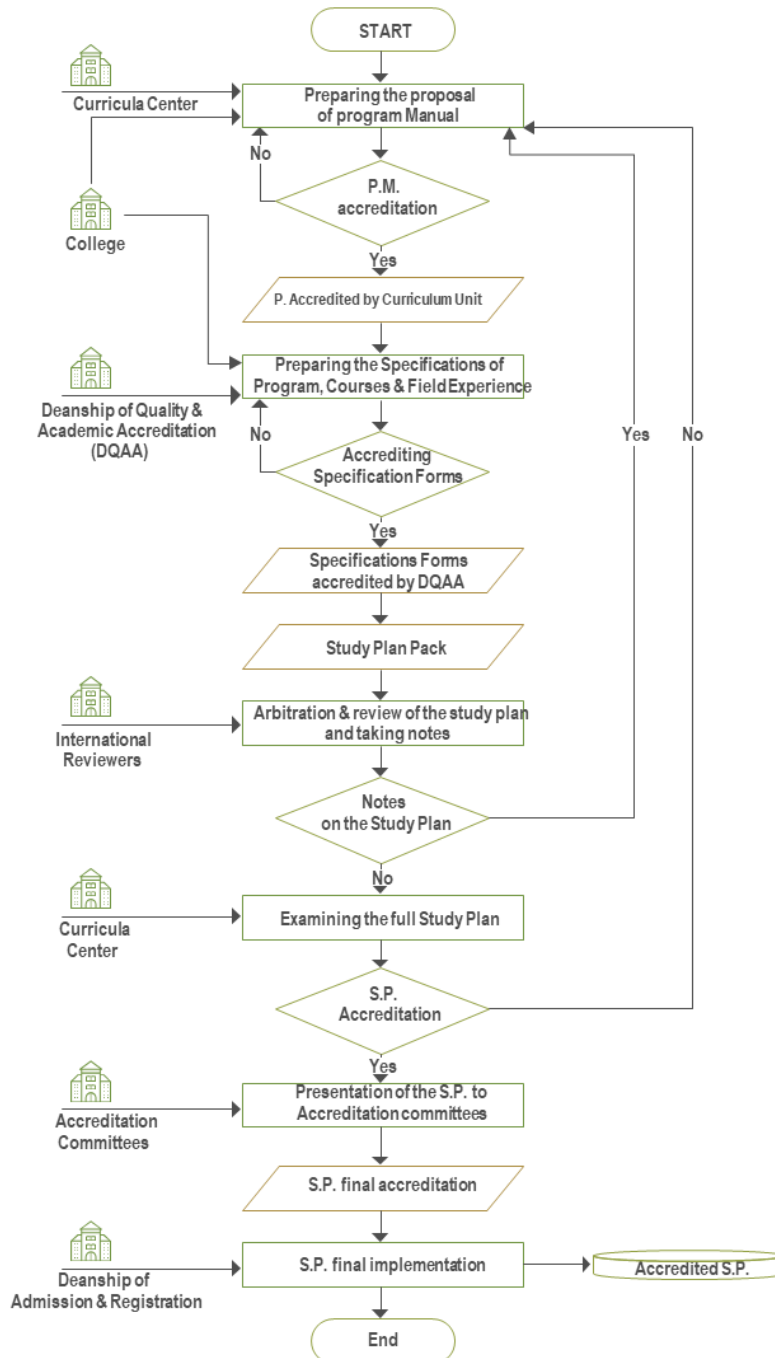 START
Curricula Center
Preparing the proposal
of program Manual
No
P.M.
accreditation
College
Yes
P. Accredited by Curriculum Unit
Preparing the Specifications of
Program, Courses & Field Experience
Deanship of Quality &
Academic Accreditation
(DQAA)
No
Yes
No
Accrediting
Specification Forms
Yes
Specifications Forms
accredited by DQAA
Study Plan Pack
Arbitration & review of the study plan
and taking notes
International
Reviewers
Notes
on the Study Plan
No
Examining the full Study Plan
Curricula
Center
S.P.
Accreditation
Yes
Presentation of the S.P. to
Accreditation committees
Accreditation
Committees
S.P. final accreditation
S.P. final implementation
Accredited S.P.
Deanship of
Admission & Registration
End